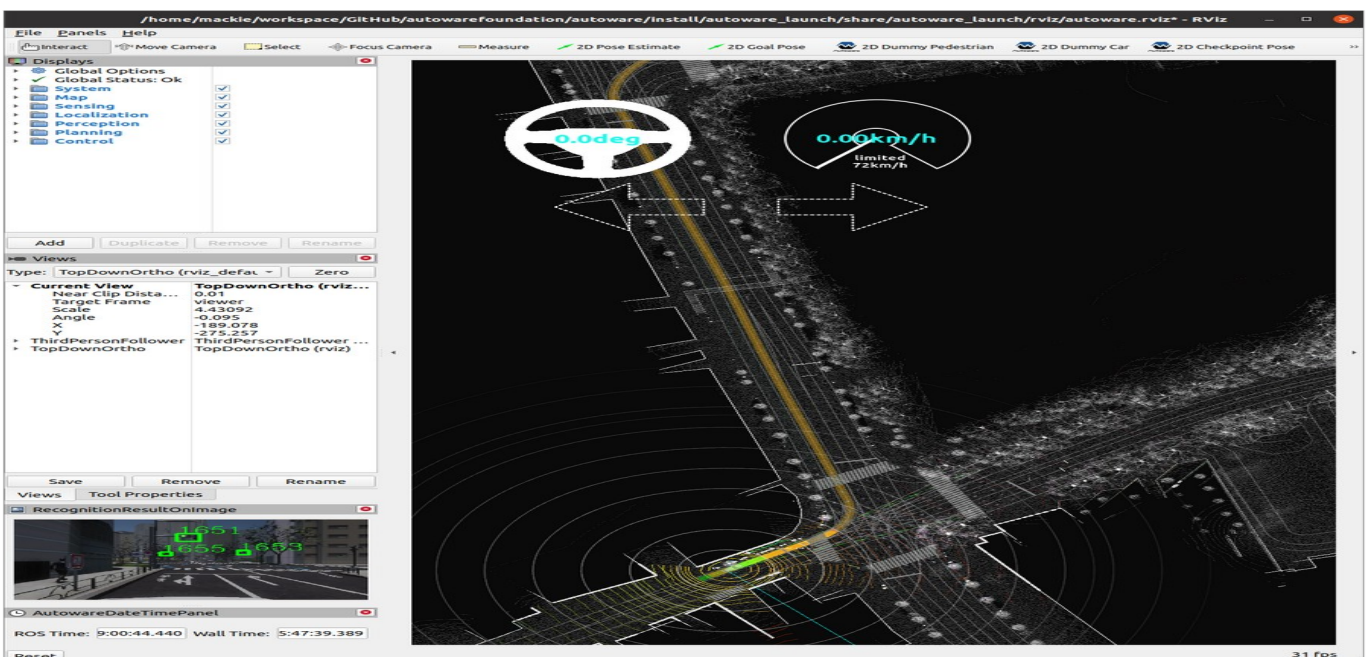 /home/mackie/workspace/GitHub/autowarefoundation/autoware/install/autoware_launch/share/autoware_launch/rviz/autoware.rviz* - RViz
File Panels Help
Interact Move Camera Select Focus Camera Measure 2D Pose Estimate 2D Goal Pose 2D Dummy Pedestrian 2D Dummy Car 2D Checkpoint Pose
Displays
Global Options
Global Status: Ok
System
Map
Sensing
Localization
Perception
Planning
Control
Add Duplicate Remove Rename
Views
Type: TopDownOrtho (rviz_defau Zero
Current View TopDownOrtho (rviz...
Near Clip Dista... 0.01
Target Frame viewer
Scale 4.43092
Angle -0.095
X -189.078
Y -275.257
ThirdPersonFollower ThirdPersonFollower ...
TopDownOrtho TopDownOrtho (rviz)
Save Remove Rename
Views Tool Properties
RecognitionResultOnImage
1651
1655 1653
AutowareDateTimePanel
ROS Time: 9:00:44.440 Wall Time: 5:47:39.389
Reset
0.0deg
0.00km/h
limited
72km/h
31 fps